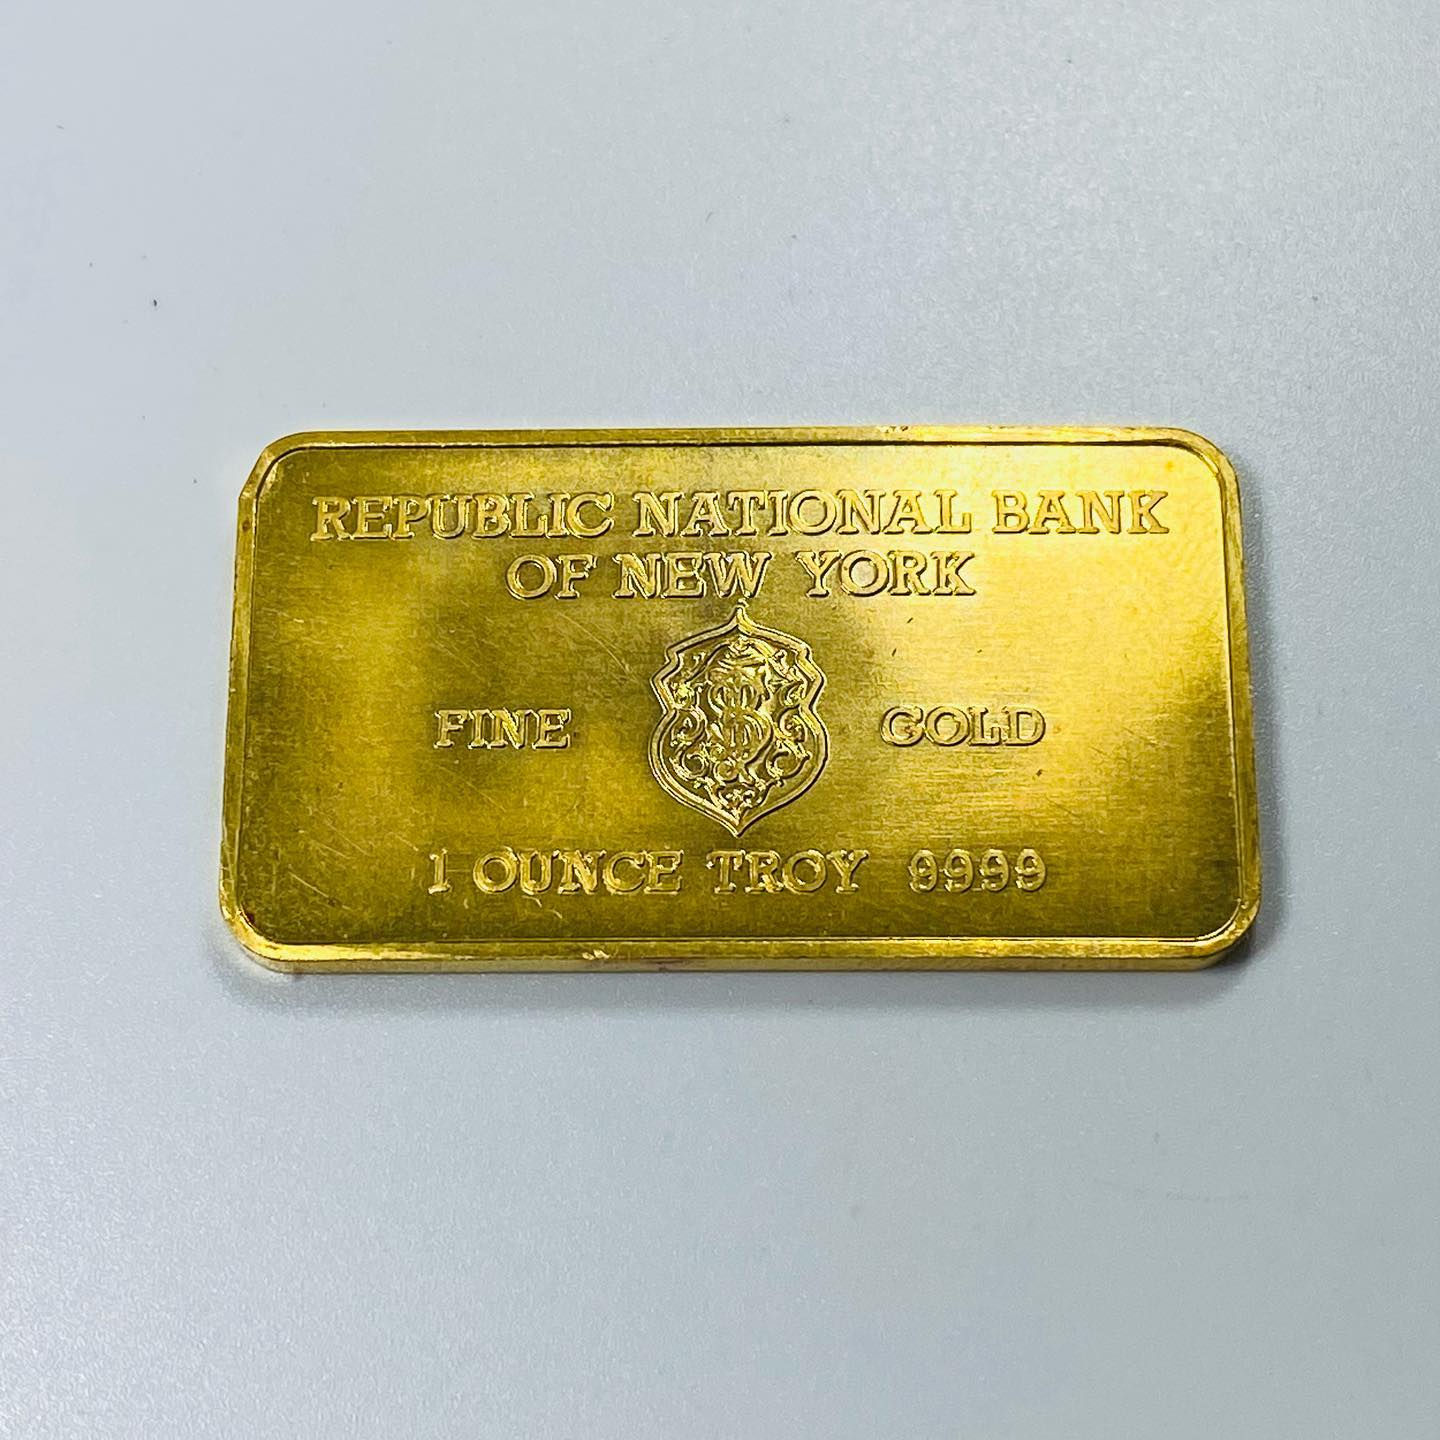 REPUBLIC NATIONAL BANK
OF NEW YORK
FINE GOLD
1 OUNCE TROY 9999